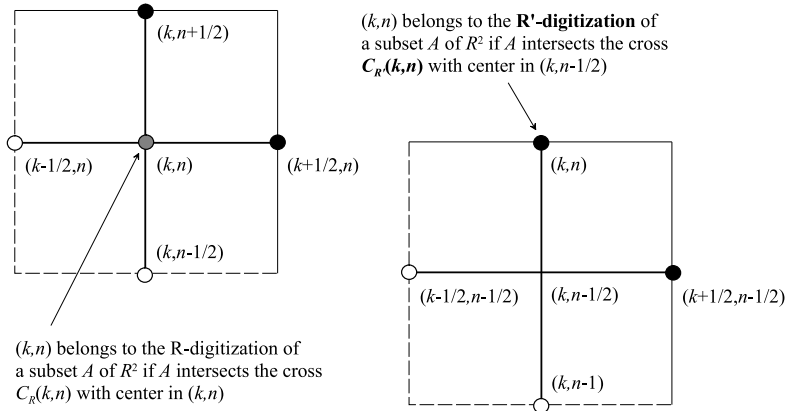 (k,n+1/2)
(k-1/2,n)
(k,n)
(k+1/2,n)
(k,n-1/2)
(k,n) belongs to the R-digitization of
a subset A of R² if A intersects the cross
C_R(k,n) with center in (k,n)
(k,n) belongs to the R'-digitization of
a subset A of R² if A intersects the cross
C_R'(k,n) with center in (k,n-1/2)
(k,n)
(k-1/2,n-1/2)
(k,n-1/2)
(k+1/2,n-1/2)
(k,n-1)